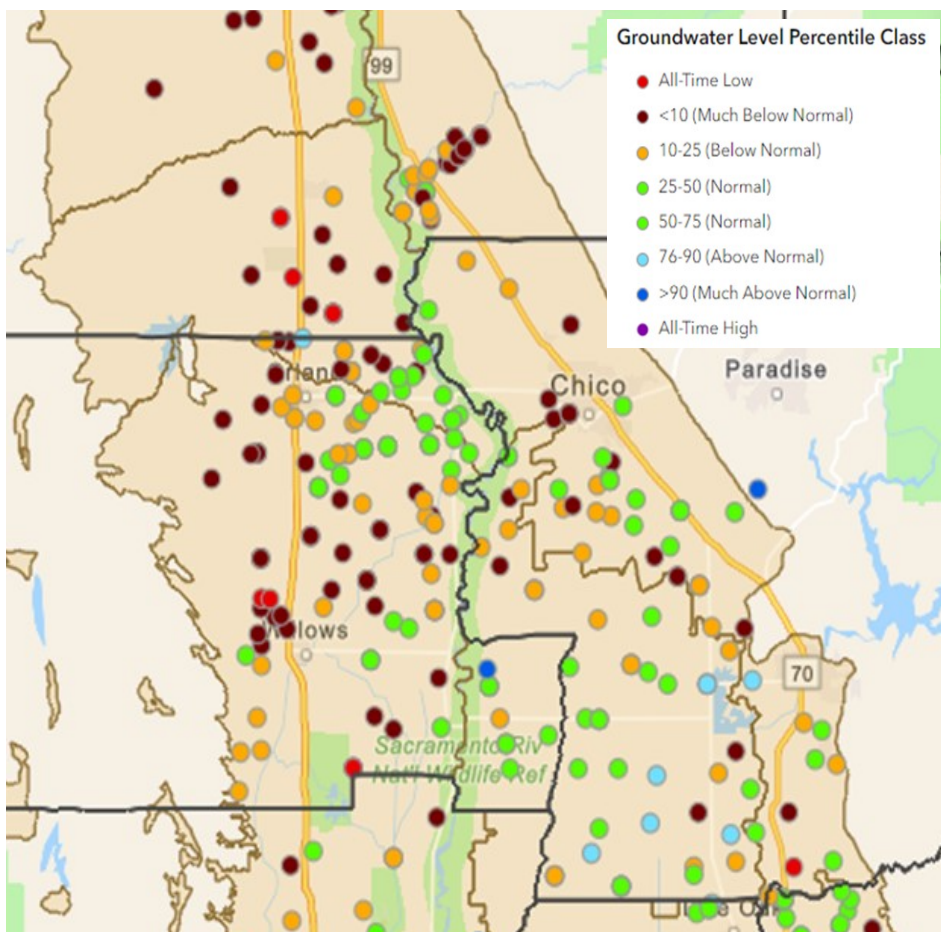 Groundwater Level Percentile Class
All-Time Low
<10 (Much Below Normal)
10-25 (Below Normal)
25-50 (Normal)
50-75 (Normal)
76-90 (Above Normal)
>90 (Much Above Normal)
All-Time High
99
Paradise
Chico
Willows
70
Sacramento Riv
Nat'l Wildlife Ref